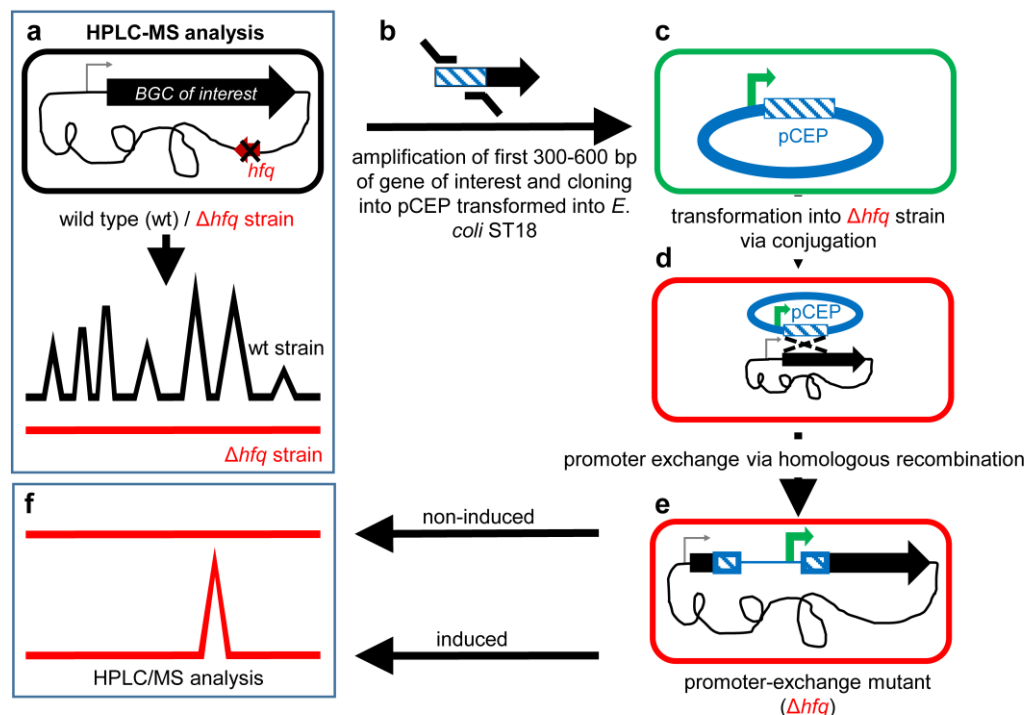 a
HPLC-MS analysis
BGC of interest
hfq
wild type (wt) / Δhfq strain
wt strain
Δhfq strain
b
amplification of first 300-600 bp
of gene of interest and cloning
into pCEP transformed into E.
coli ST18
c
pCEP
transformation into Δhfq strain
via conjugation
d
pCEP
promoter exchange via homologous recombination
e
promoter-exchange mutant
(Δhfq)
non-induced
induced
f
HPLC/MS analysis